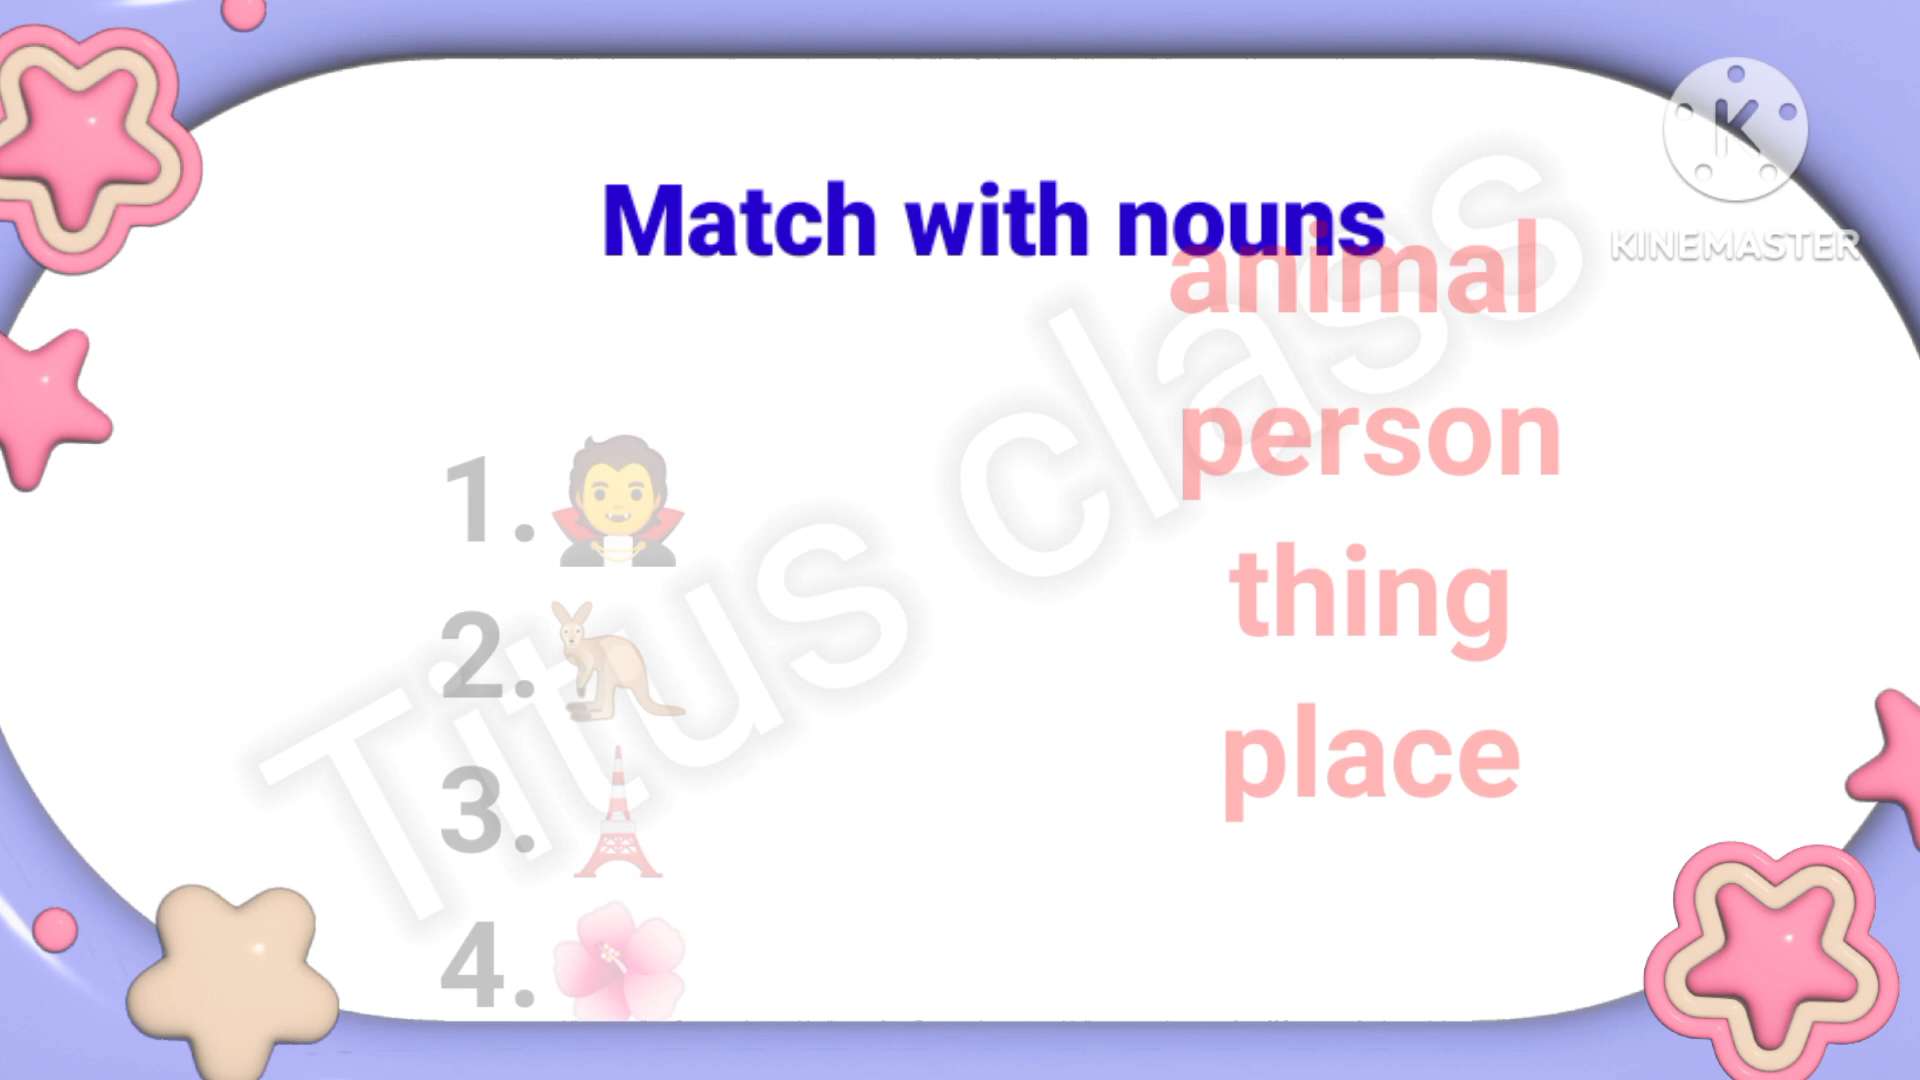 Match with nouns
animal
person
thing
place
1.
2.
3.
4.
Titus class
K
KINEMASTER